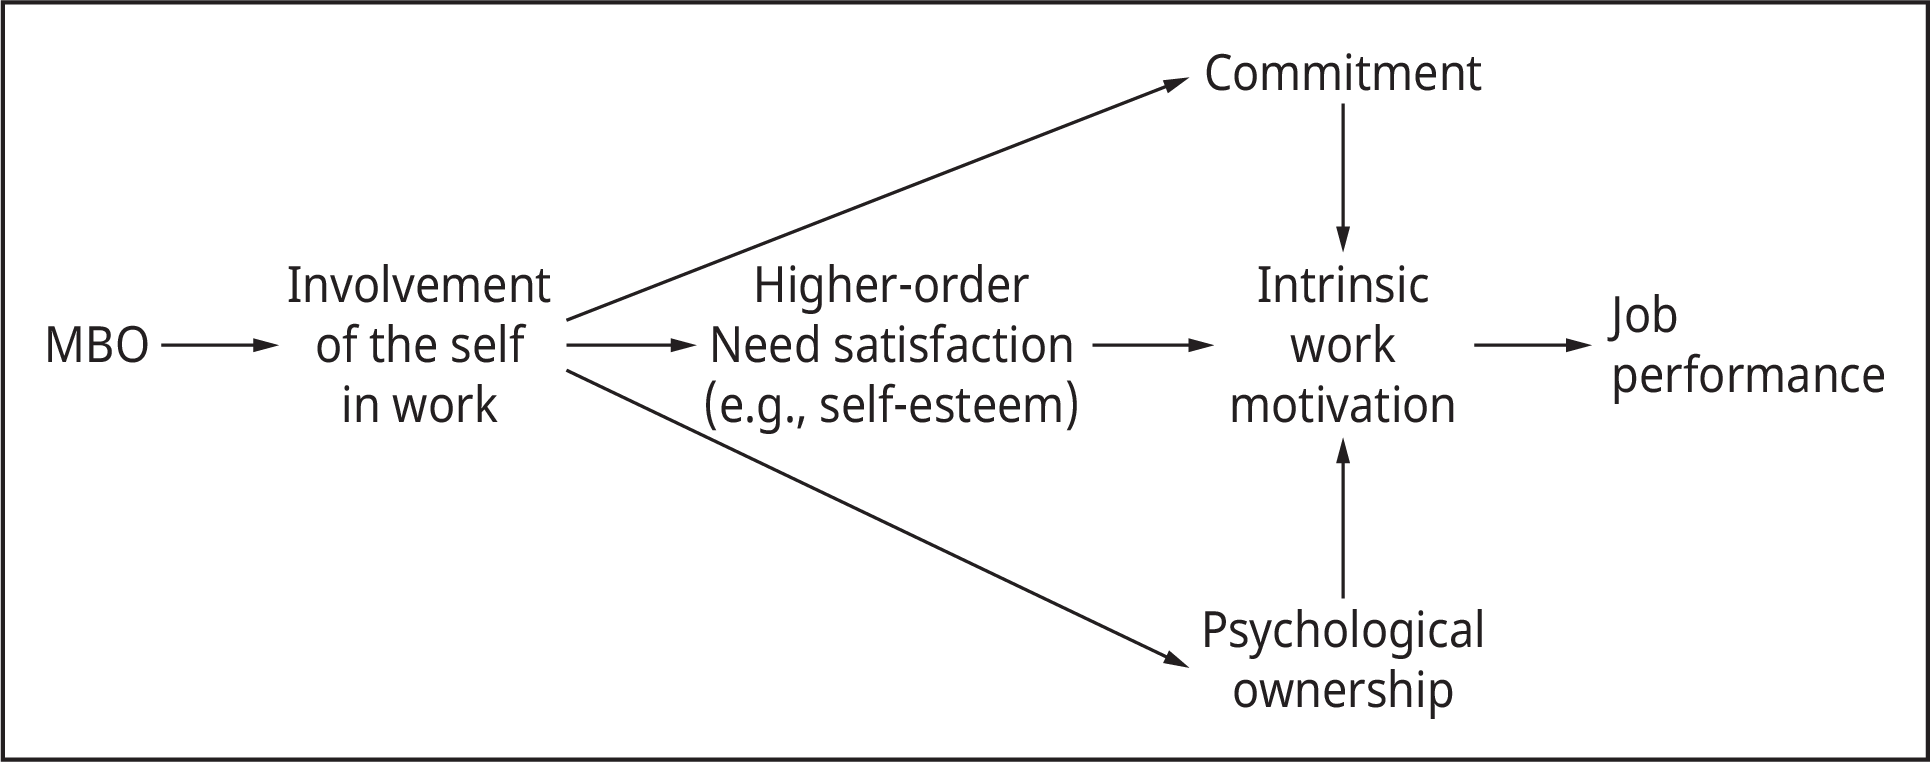 Commitment
MBO
Involvement
of the self
in work
Higher-order
Need satisfaction
(e.g., self-esteem)
Intrinsic
work
motivation
Job
performance
Psychological
ownership